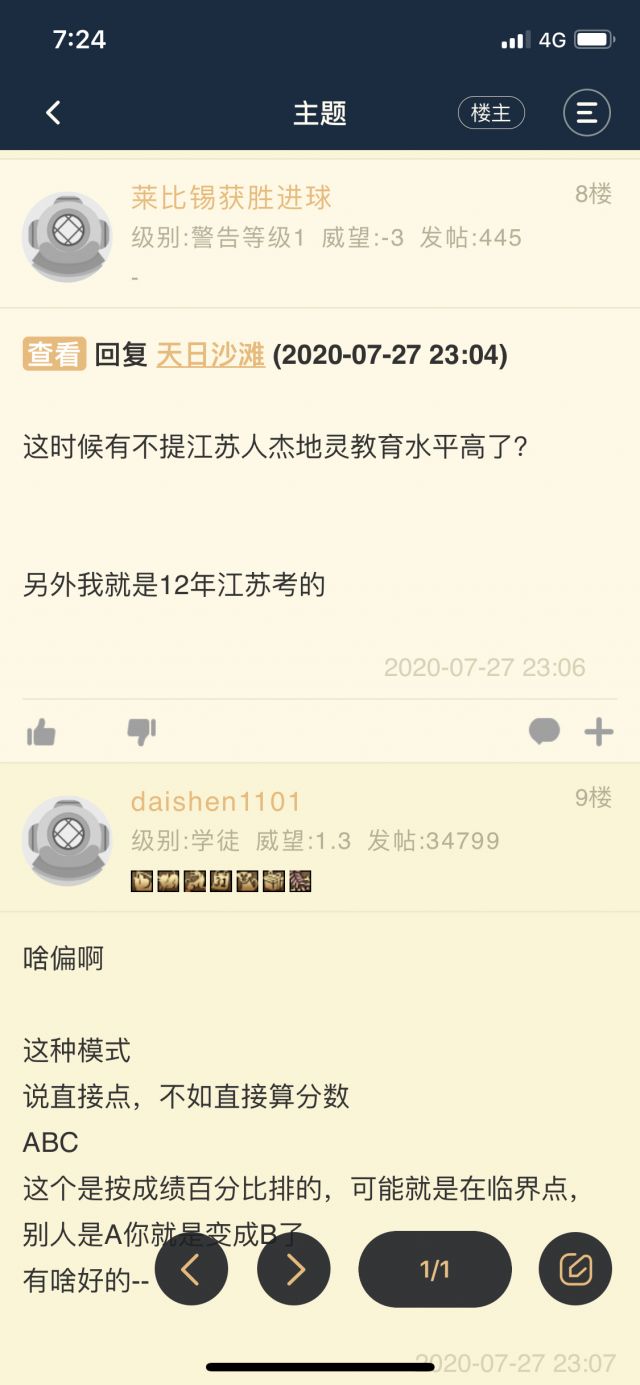 7:24
4G
主题
楼主
莱比锡获胜进球
8楼
级别:警告等级1 威望:-3 发帖:445
-
查看 回复 天日沙滩 (2020-07-27 23:04)
这时候有不提江苏人杰地灵教育水平高了?
另外我就是12年江苏考的
2020-07-27 23:06
daishen1101
9楼
级别:学徒 威望:1.3 发帖:34799
啥偏啊
这种模式
说直接点，不如直接算分数
ABC
这个是按成绩百分比排的，可能就是在临界点，
别人是A你就是变成B了
有啥好的--
1/1
2020-07-27 23:07